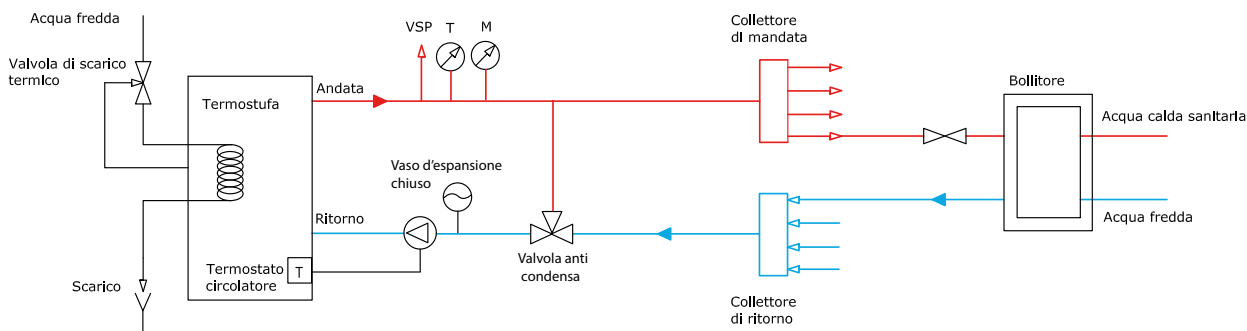 Acqua fredda
Valvola di scarico
termico
Termostufa
Andata
VSP
T
M
Collettore
di mandata
Bollitore
Acqua calda sanitaria
Vaso d'espansione
chiuso
Ritorno
Termostato
circolatore
T
Valvola anti
condensa
Acqua fredda
Scarico
Collettore
di ritorno